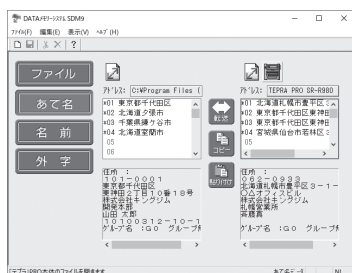 DATAメモリーシステム SDM9
ファイル(F) 編集(E) 表示(V) ヘルプ(H)
ファイル
あて名
名 前
外 字
アドレス: C:¥Program Files (
*01 東京都千代田区
*02 北海道夕張市
*03 千葉県鎌ケ谷市
*04 北海道室蘭市
05
06
転送
コピー
貼り付け
アドレス: TEPRA PRO SR-R980
*01 北海道札幌市豊平区
*02 東京都千代田区東神田
*03 東京都千代田区東神田
*04 宮城県仙台市若林区
05
住所 :
101-0001
東京都千代田区
東神田2丁目10番18号
株式会社キングジム
開発本部
山田 太郎
10100312-10-1
グループ名 :G0 グループ
住所 :
062-0933
北海道札幌市豊平区3-1-
〇△オフィスビル
株式会社キングジム
札幌営業所
斉藤真
グループ名 :G0 グループ
「テプラ」PRO本体のファイルを開きます
あて名データ
NU